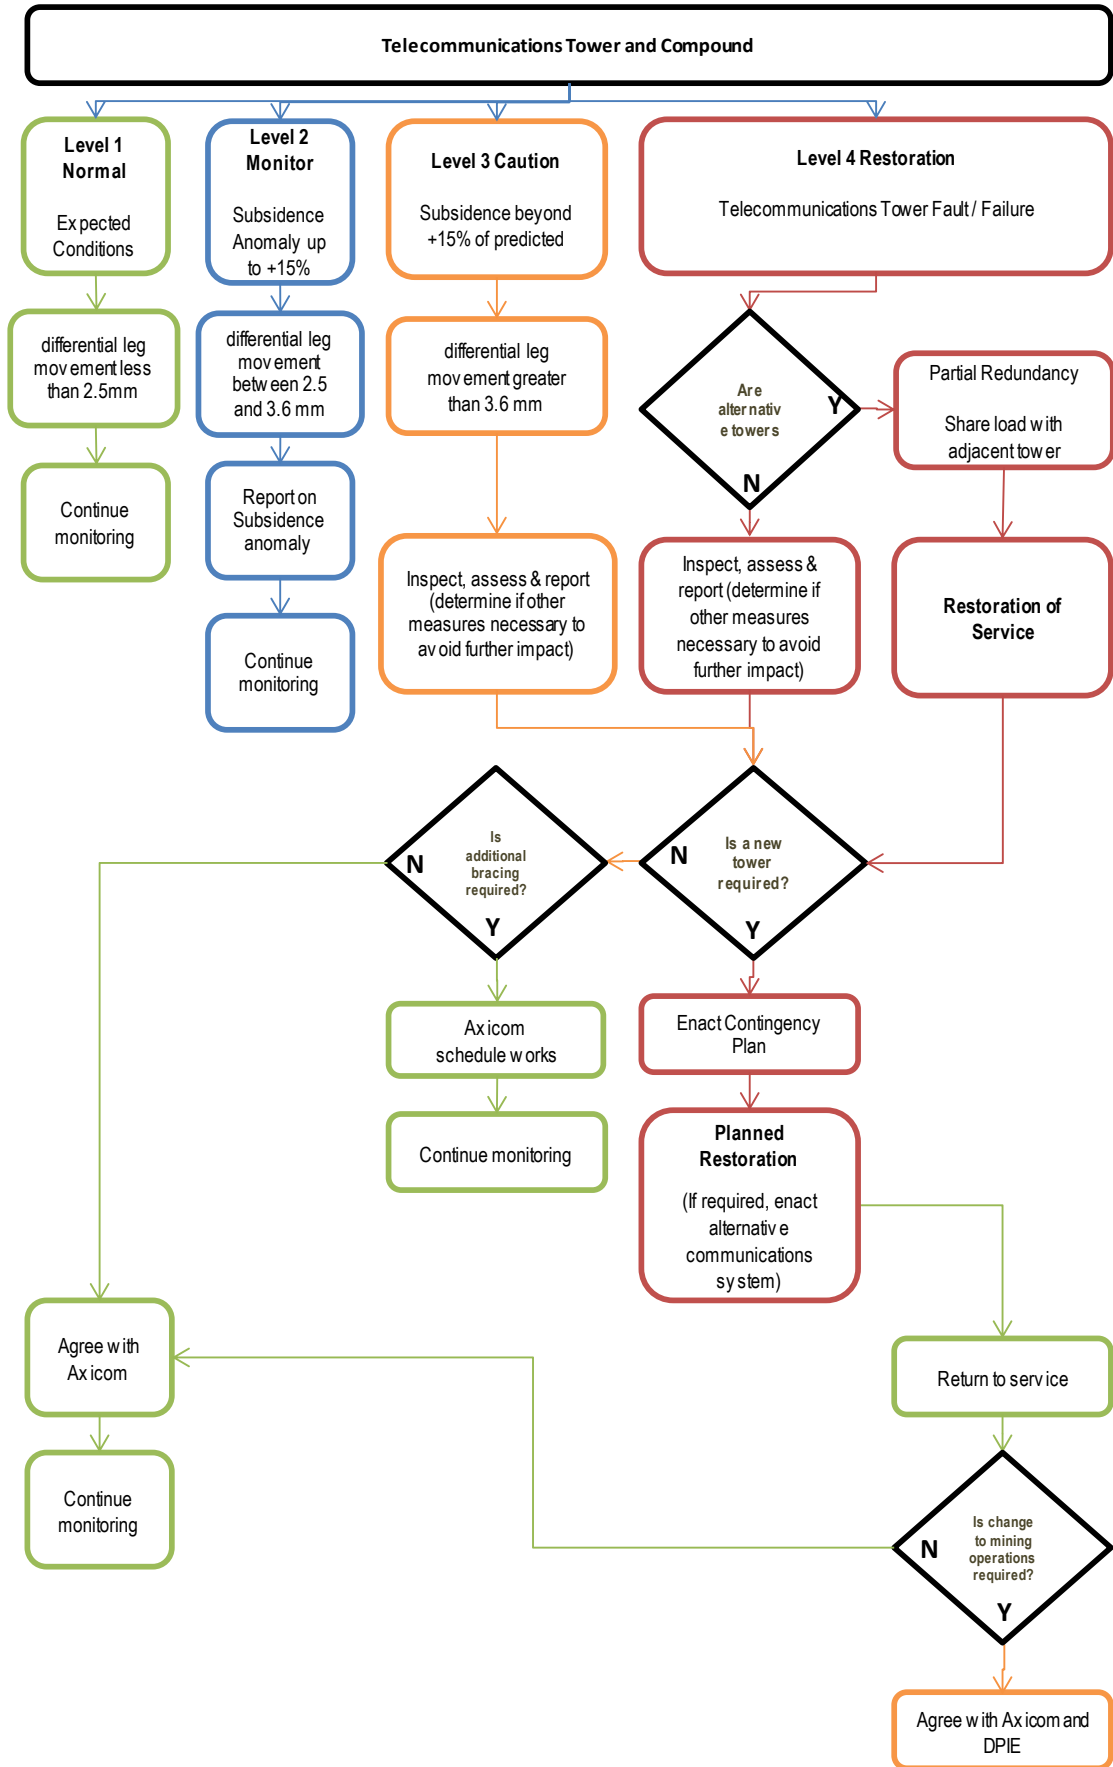 Telecommunications Tower and Compound
Level 1
Normal
Expected
Conditions
Level 2
Monitor
Subsidence
Anomaly up
to +15%
Level 3 Caution
Subsidence beyond
+15% of predicted
Level 4 Restoration
Telecommunications Tower Fault / Failure
differential leg
movement less
than 2.5mm
differential leg
movement
between 2.5
and 3.6 mm
differential leg
movement greater
than 3.6 mm
Are
alternativ
e towers
Y
N
Partial Redundancy
Share load with
adjacent tower
Continue
monitoring
Report on
Subsidence
anomaly
Inspect, assess & report
(determine if other
measures necessary to
avoid further impact)
Inspect, assess &
report (determine if
other measures
necessary to avoid
further impact)
Restoration of
Service
Continue
monitoring
Is
additional
bracing
required?
N
Y
Is a new
tower
required?
N
Y
Axicom
schedule works
Enact Contingency
Plan
Continue monitoring
Planned
Restoration
(If required, enact
alternative
communications
system)
Agree with
Axicom
Return to service
Continue
monitoring
Is change
to mining
operations
required?
N
Y
Agree with Axicom and
DPIE